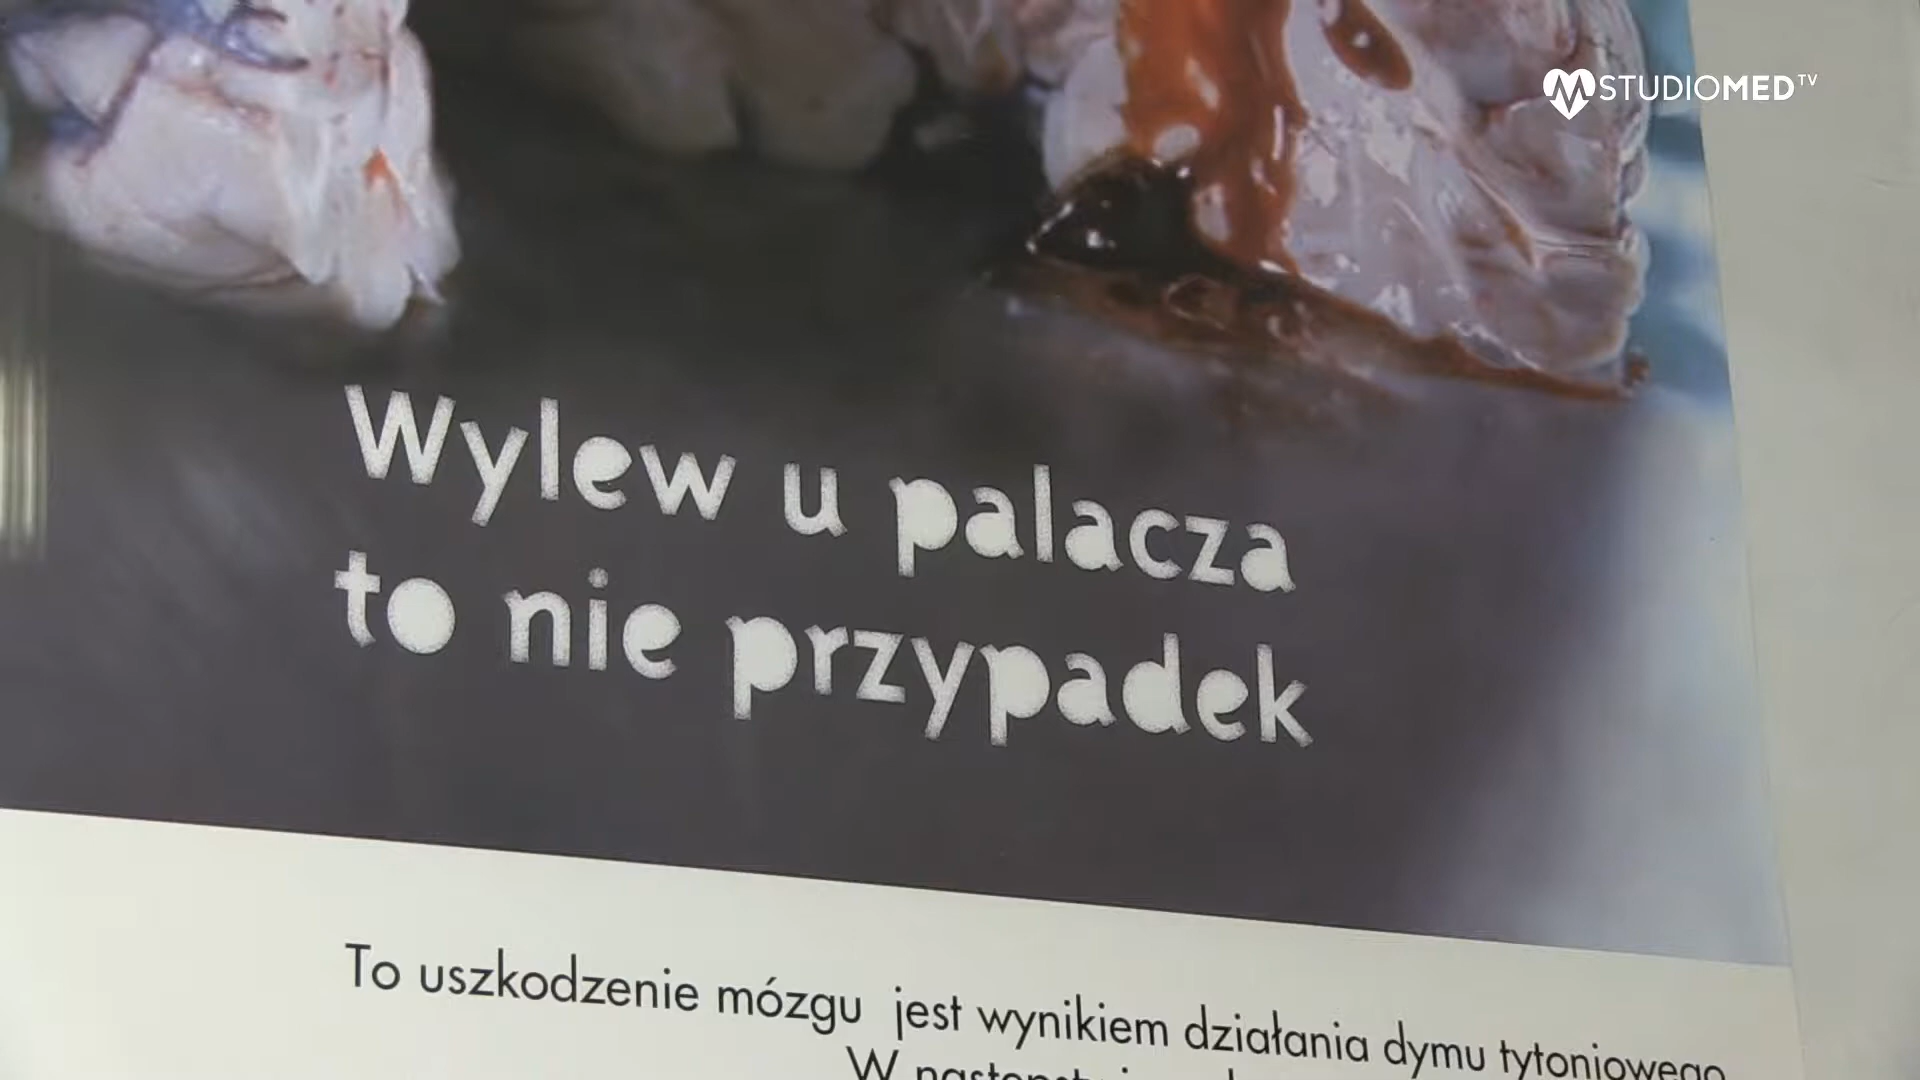 STUDIOMED TV
Wylew u palacza
to nie przypadek
To uszkodzenie mózgu jest wynikiem działania dymu tytoniowego
W